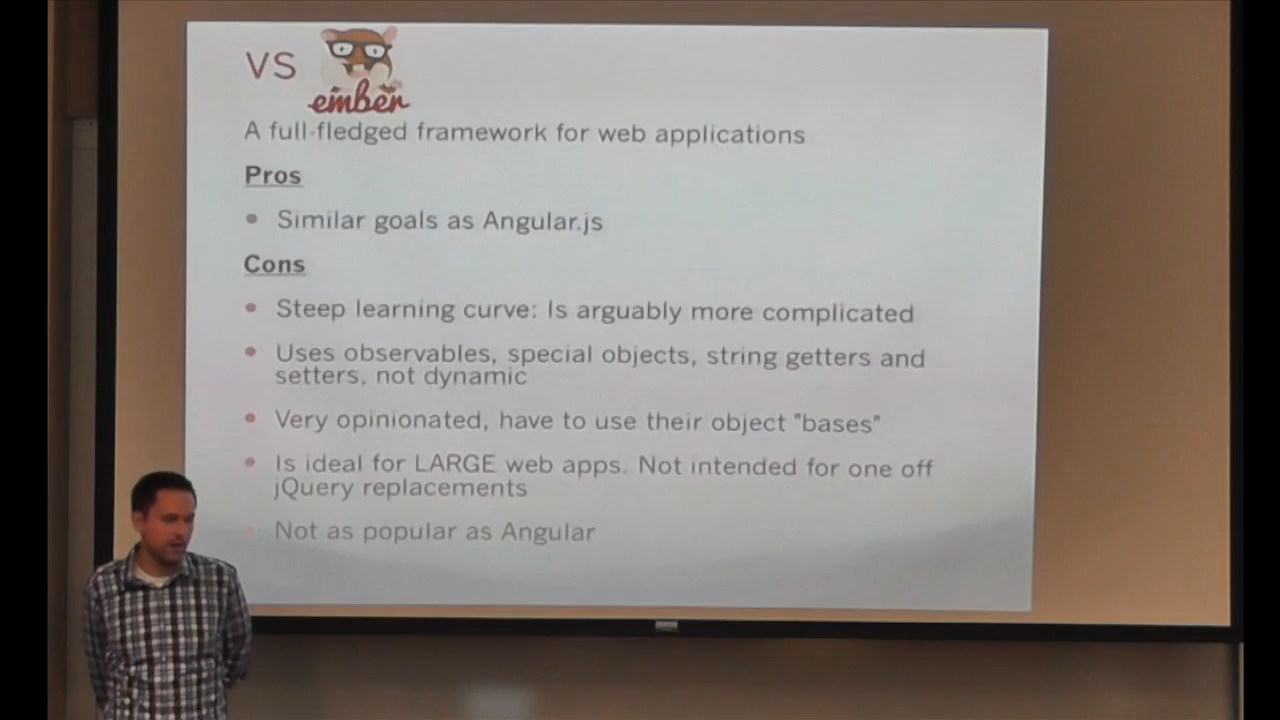 VS ember
A full-fledged framework for web applications
Pros
• Similar goals as Angular.js
Cons
• Steep learning curve: Is arguably more complicated
• Uses observables, special objects, string getters and
setters, not dynamic
• Very opinionated, have to use their object "bases"
• Is ideal for LARGE web apps. Not intended for one off
jQuery replacements
• Not as popular as Angular